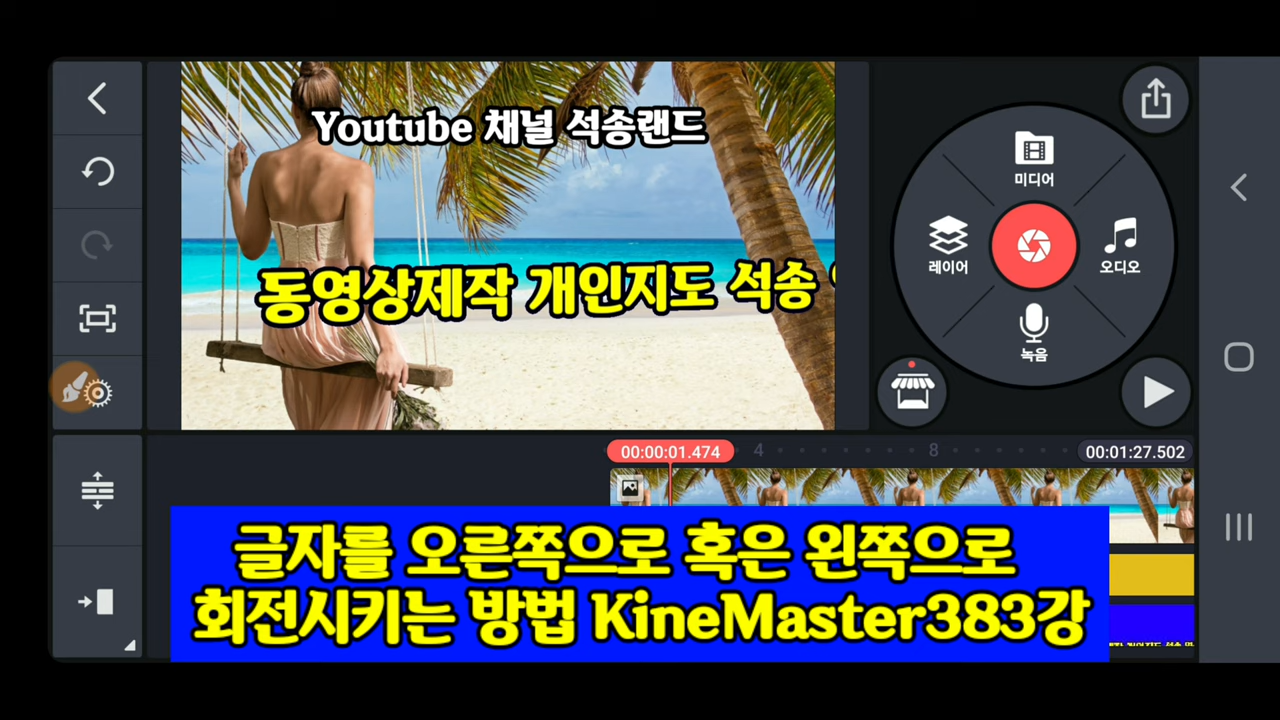 Youtube 채널 석송랜드
미디어
레이어
오디오
녹음
동영상제작 개인지도 석송
00:00:01.474
4
8
00:01:27.502
글자를 오른쪽으로 혹은 왼쪽으로
회전시키는 방법 KineMaster383강